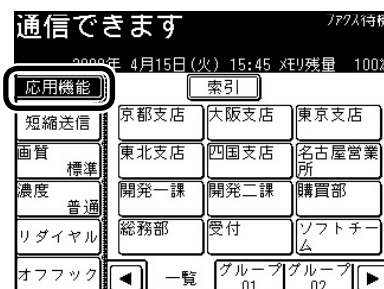 通信できます
ファクス待機
2008年 4月15日(火) 15:45 メモリ残量 100%
応用機能
索引
短縮送信
京都支店
大阪支店
東京支店
画質
標準
東北支店
四国支店
名古屋営業所
濃度
普通
開発一課
開発二課
購買部
リダイヤル
総務部
受付
ソフトチーム
オフフック
一覧
グループ
01
グループ
02